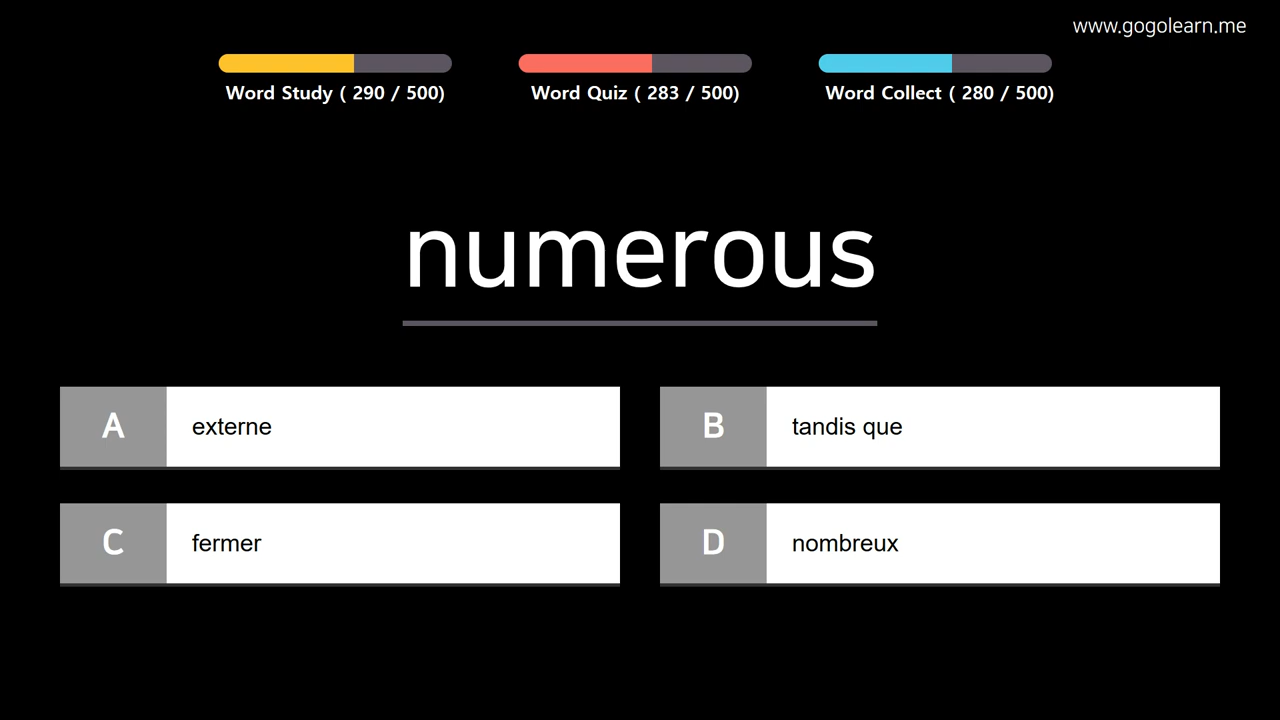 www.gogolearn.me
Word Study ( 290 / 500)
Word Quiz ( 283 / 500)
Word Collect ( 280 / 500)
numerous
A externe
B tandis que
C fermer
D nombreux